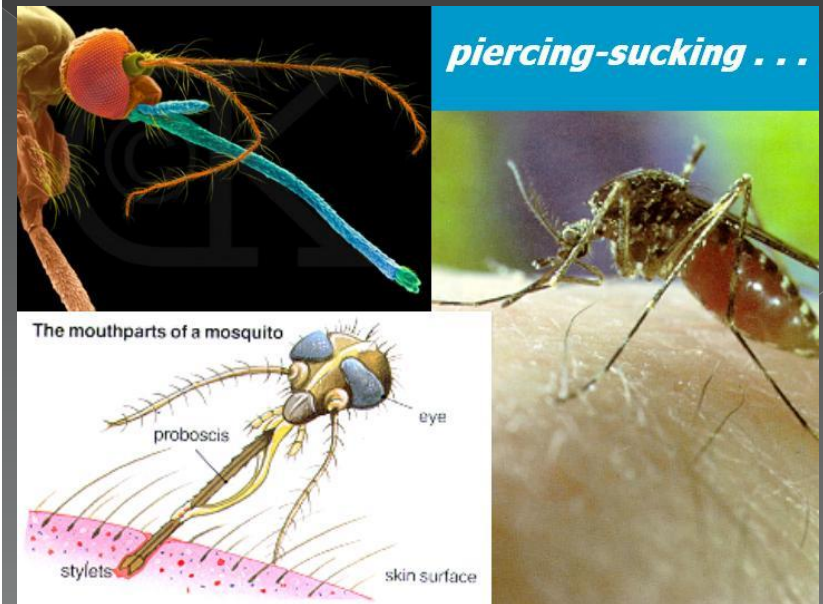 piercing-sucking . . .
The mouthparts of a mosquito
eye
proboscis
stylets
skin surface